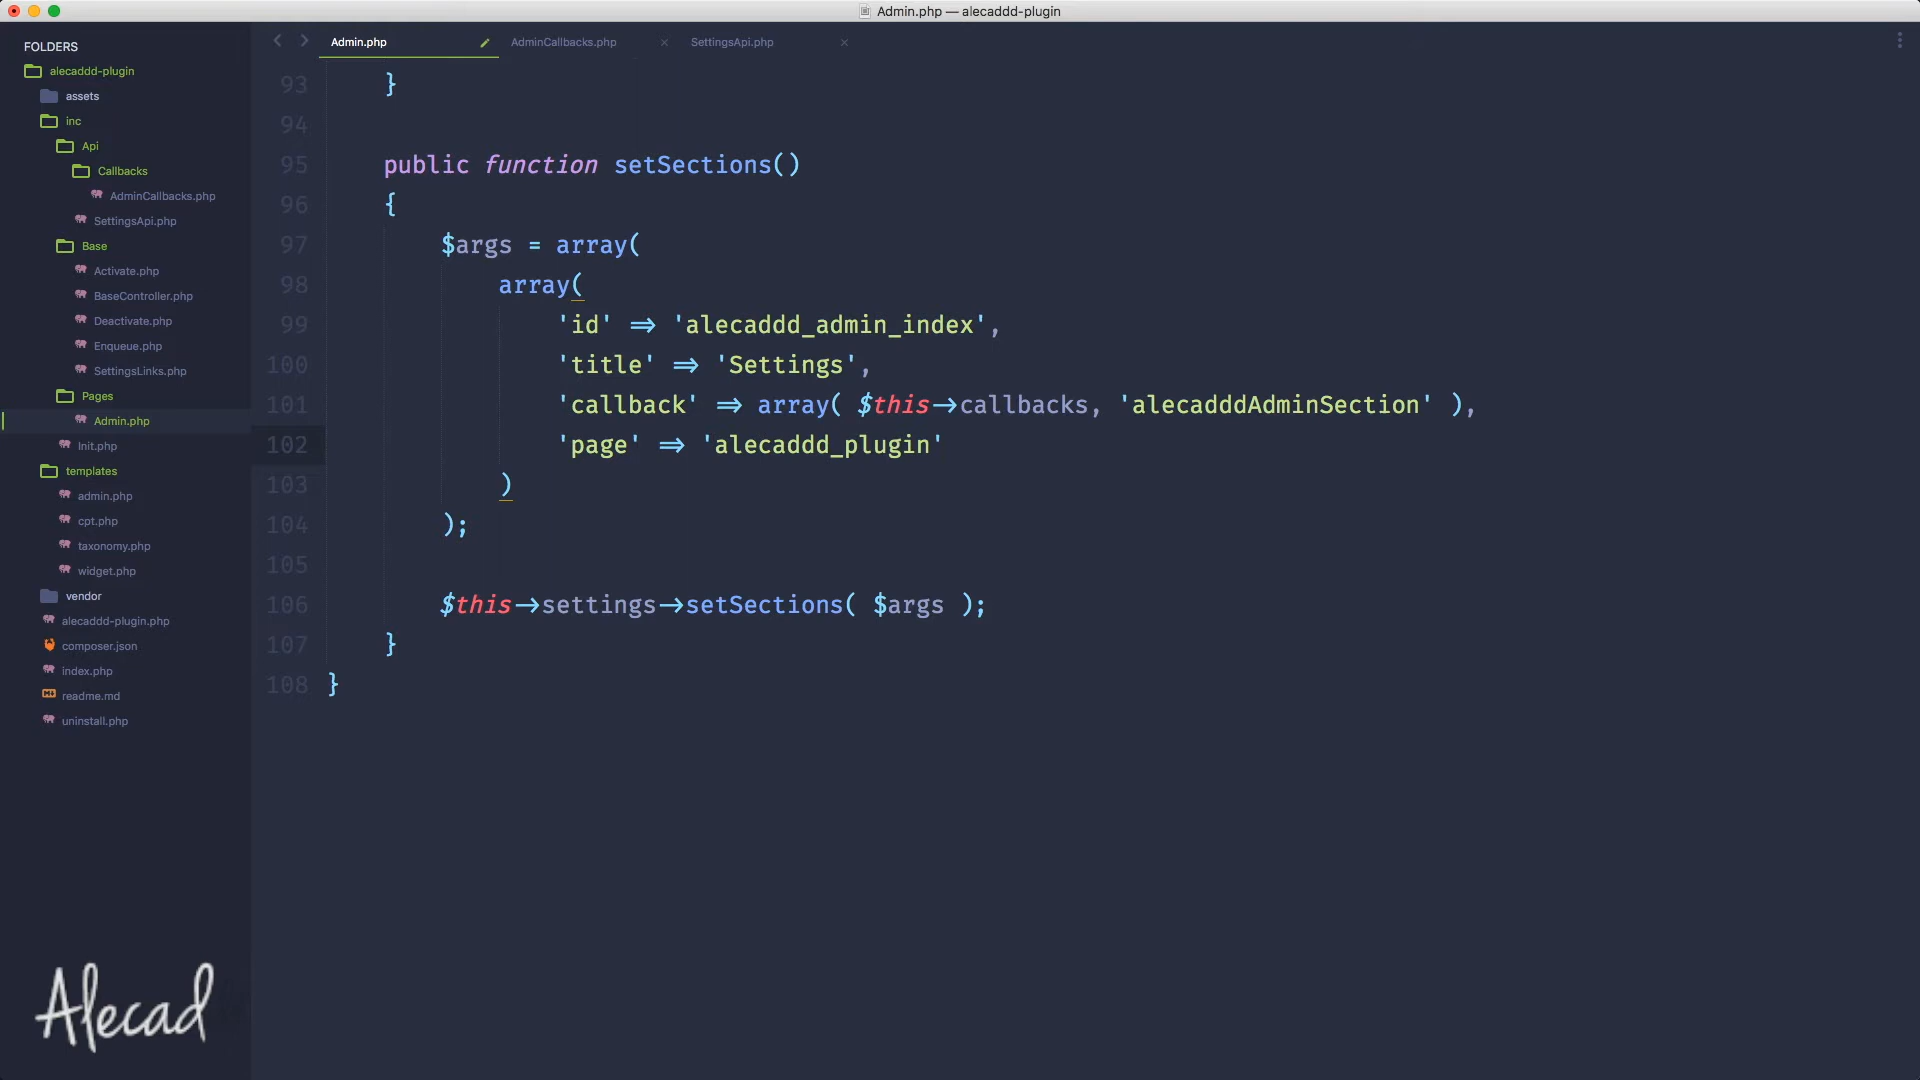 Admin.php — alecaddd-plugin
FOLDERS
alecaddd-plugin
assets
inc
Api
Callbacks
AdminCallbacks.php
SettingsApi.php
Base
Activate.php
BaseController.php
Deactivate.php
Enqueue.php
SettingsLinks.php
Pages
Admin.php
Init.php
templates
admin.php
cpt.php
taxonomy.php
widget.php
vendor
alecaddd-plugin.php
composer.json
index.php
readme.md
uninstall.php
Alecad
Admin.php AdminCallbacks.php × SettingsApi.php ×
93 }
94
95 public function setSections()
96 {
97 $args = array(
98 array(
99 'id' => 'alecaddd_admin_index',
100 'title' => 'Settings',
101 'callback' => array( $this->callbacks, 'alecadddAdminSection' ),
102 'page' => 'alecaddd_plugin'
103 )
104 );
105
106 $this->settings->setSections( $args );
107 }
108 }